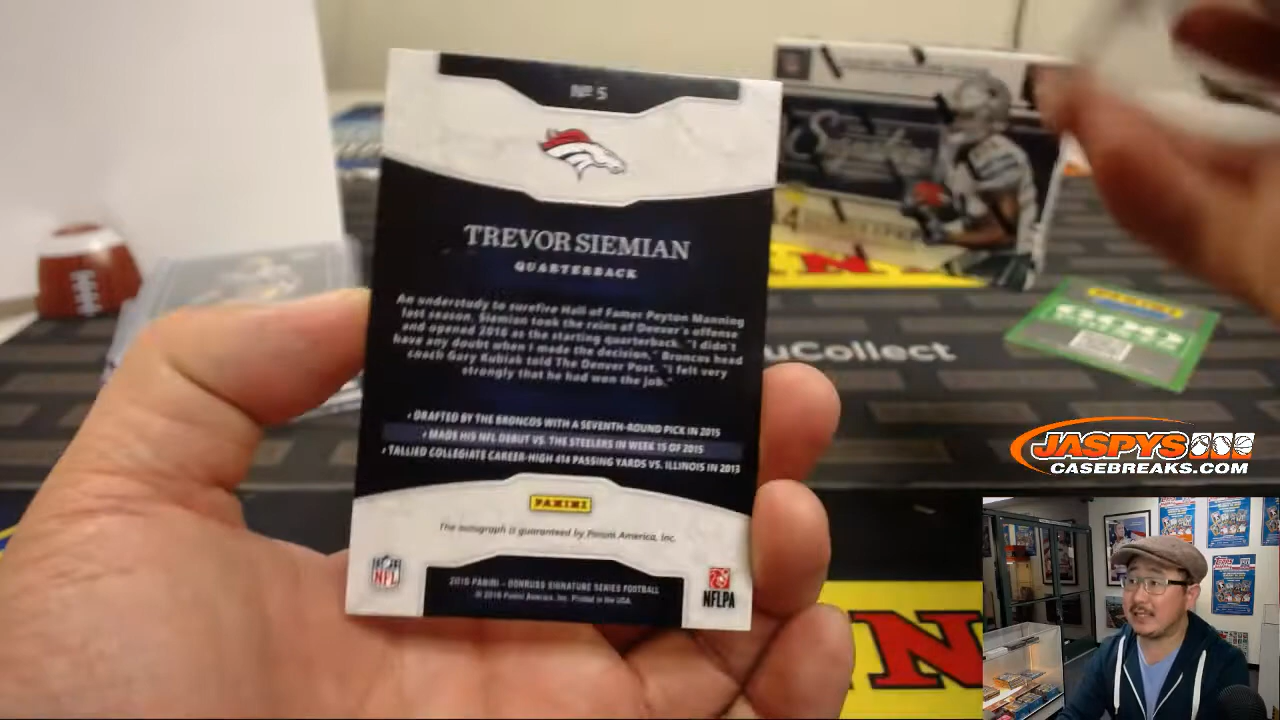 Nº 5
TREVOR SIEMIAN
QUARTERBACK
An understudy to surefire Hall of Famer Peyton Manning
last season, Siemian took the reins of Denver's offense
and opened 2016 as the starting quarterback. "I didn't
have any doubt when I made the decision," Broncos head
coach Gary Kubiak told The Denver Post. "I felt very
strongly that he had won the job."
• DRAFTED BY THE BRONCOS WITH A SEVENTH-ROUND PICK IN 2015
• MADE HIS NFL DEBUT VS. THE STEELERS IN WEEK 15 OF 2015
• TALLIED COLLEGIATE CAREER-HIGH 414 PASSING YARDS VS. ILLINOIS IN 2013
PANINI
The autograph is guaranteed by Panini America, Inc.
NFL
NFLPA
2016 PANINI - DONRUSS SIGNATURE SERIES FOOTBALL
© 2016 Panini America, Inc. Printed in the USA.
uCollect
JASPYS
CASEBREAKS.COM